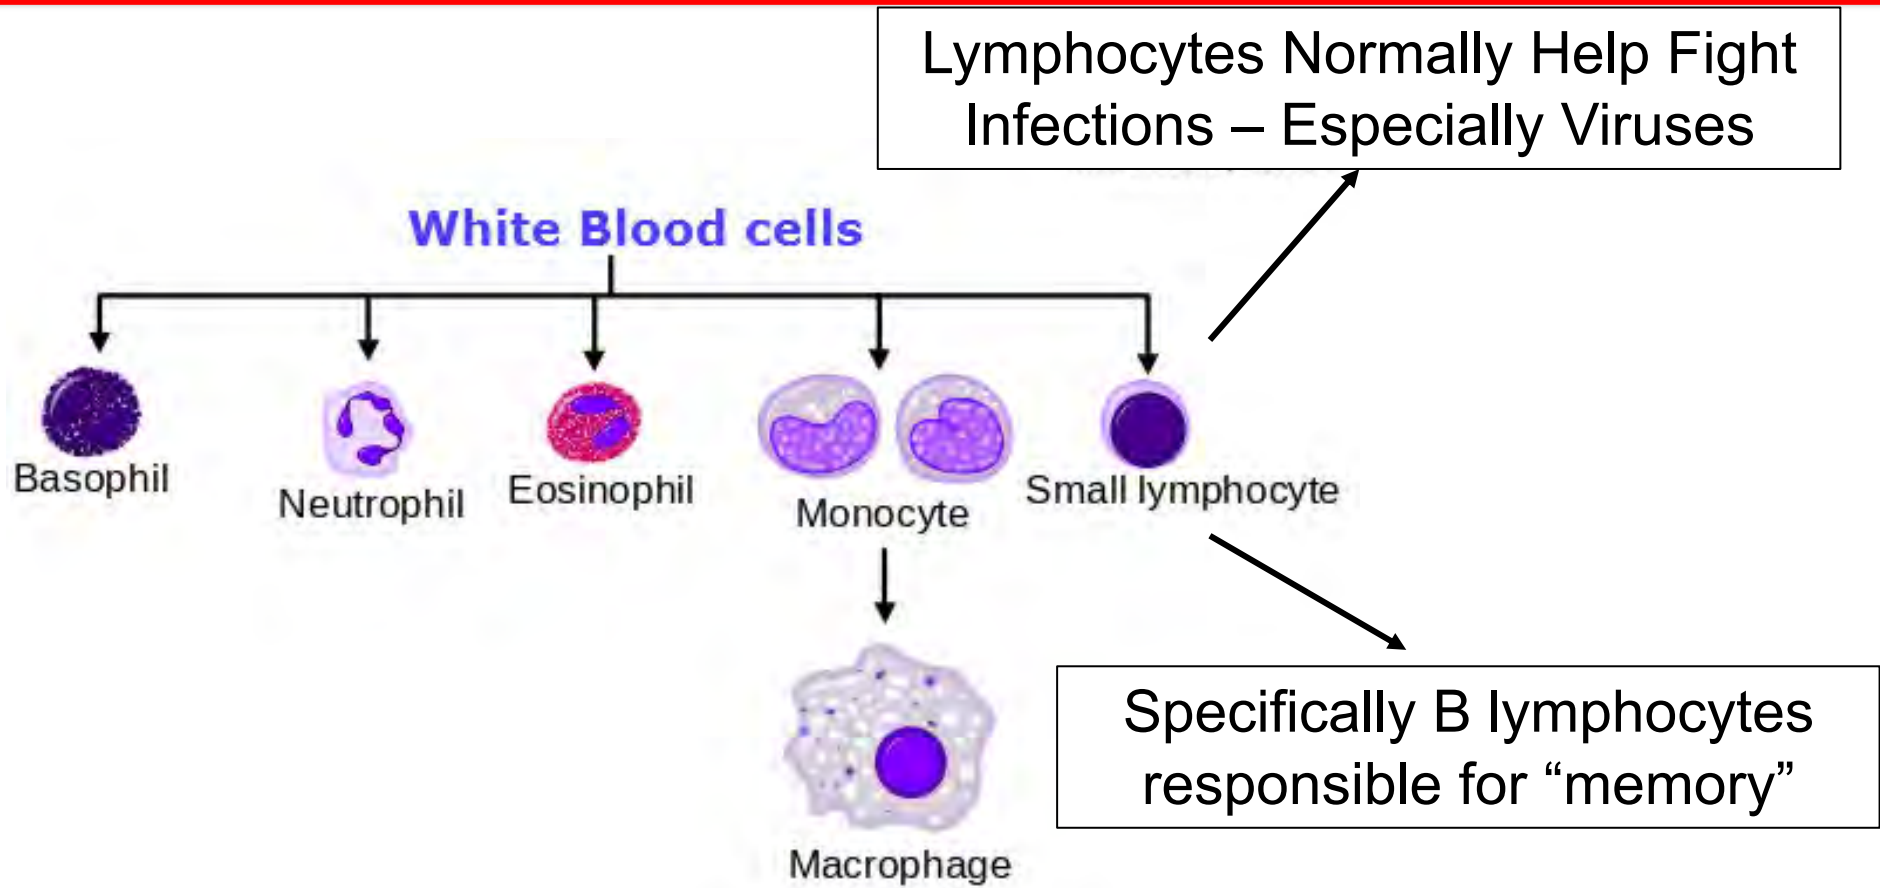 Lymphocytes Normally Help Fight
Infections – Especially Viruses
White Blood cells
Basophil
Neutrophil
Eosinophil
Monocyte
Small lymphocyte
Macrophage
Specifically B lymphocytes
responsible for “memory”